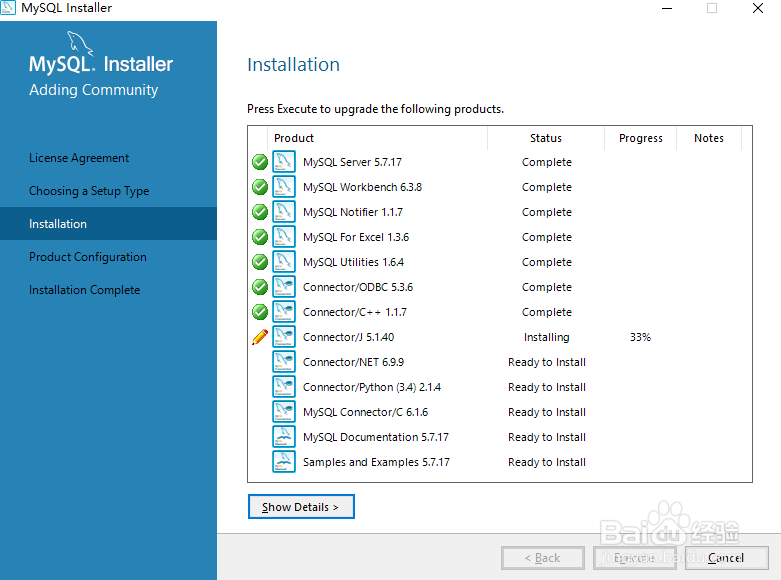 MySQL Installer
MySQL. Installer
Adding Community
License Agreement
Choosing a Setup Type
Installation
Product Configuration
Installation Complete
Installation
Press Execute to upgrade the following products.
Product Status Progress Notes
MySQL Server 5.7.17 Complete
MySQL Workbench 6.3.8 Complete
MySQL Notifier 1.1.7 Complete
MySQL For Excel 1.3.6 Complete
MySQL Utilities 1.6.4 Complete
Connector/ODBC 5.3.6 Complete
Connector/C++ 1.1.7 Complete
Connector/J 5.1.40 Installing 33%
Connector/NET 6.9.9 Ready to Install
Connector/Python (3.4) 2.1.4 Ready to Install
MySQL Connector/C 6.1.6 Ready to Install
MySQL Documentation 5.7.17 Ready to Install
Samples and Examples 5.7.17 Ready to Install
Show Details >
Baidu 经验
< Back Execute Cancel